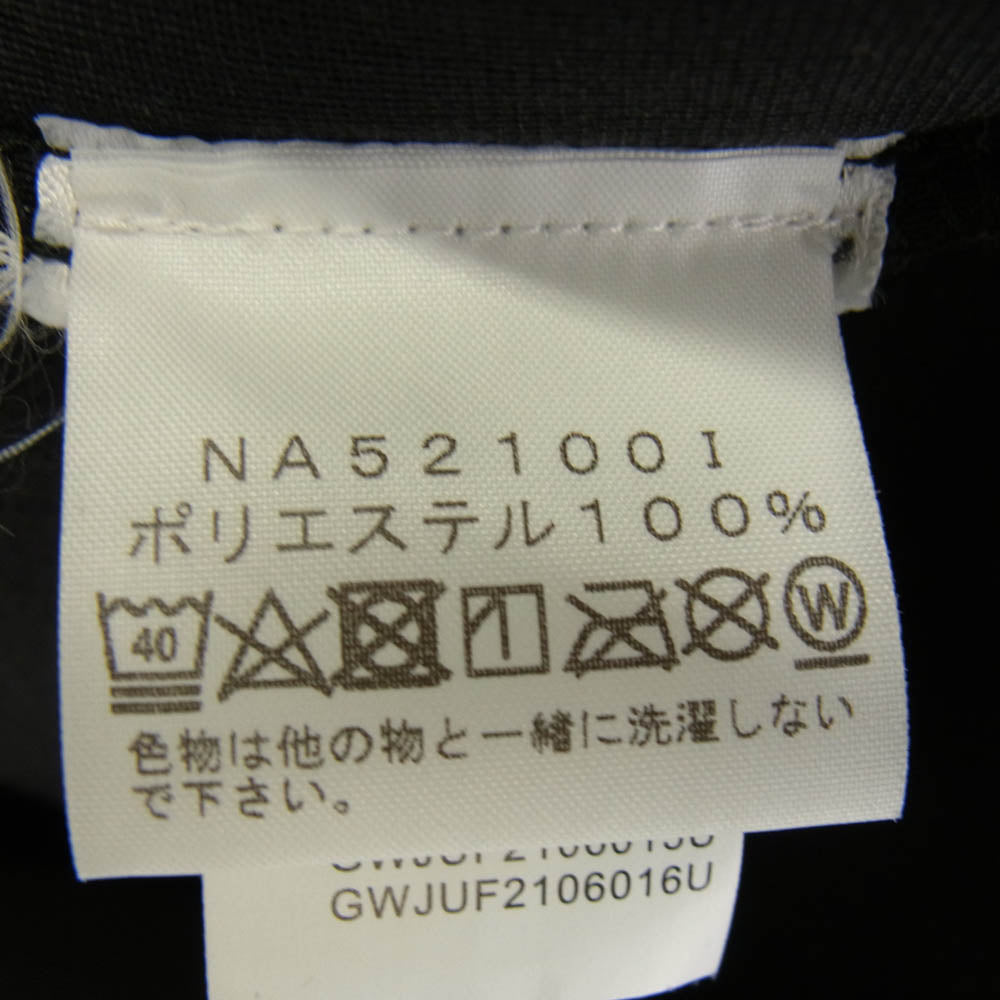 NA52100I
ポリエステル100%
40 W
色物は他の物と一緒に洗濯しない
で下さい。
GWJUF2106016U